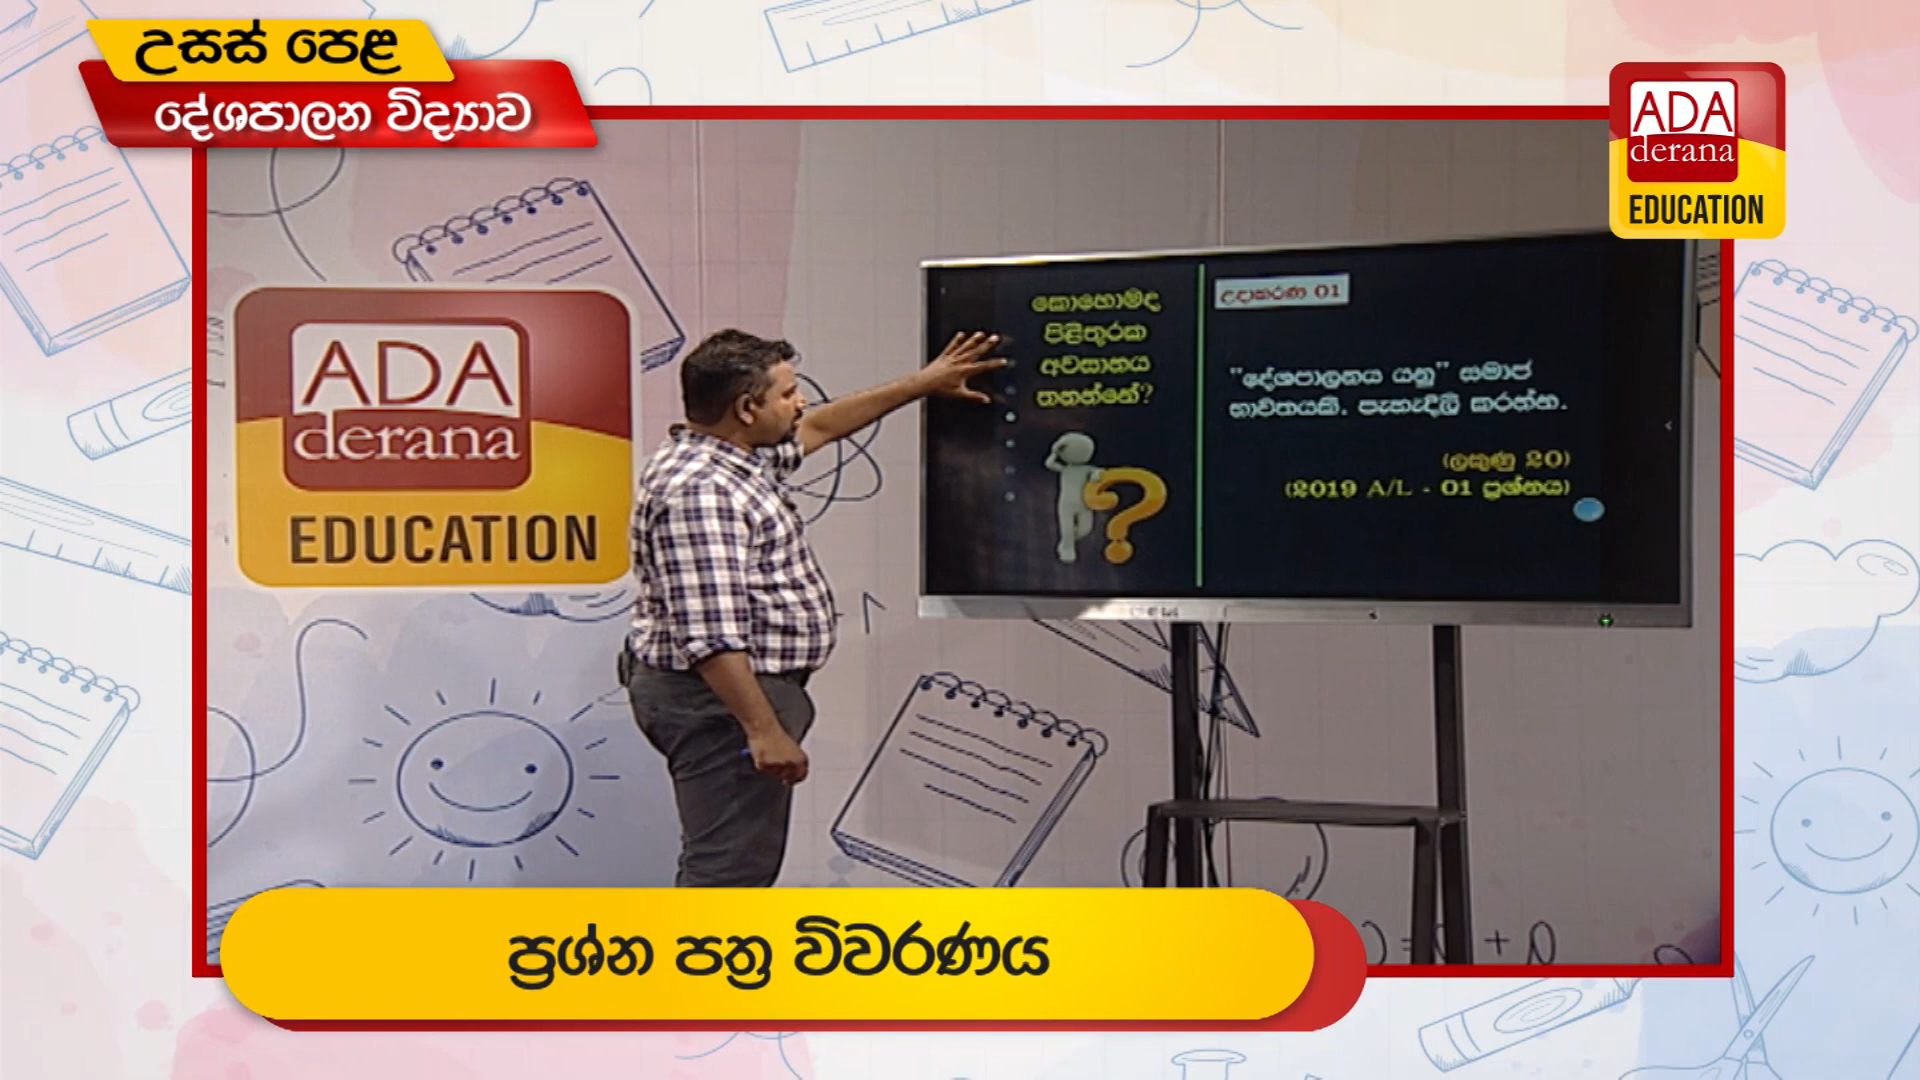 උසස් පෙළ
දේශපාලන විද්‍යාව
ADA
derana
EDUCATION
ADA
derana
EDUCATION
කොහොමද
පිළිතුරක
අවසානය
තනන්නේ?
උදාහරණ 01
"දේශපාලනය යනු" සමාජ
භාවිතයකි. පැහැදිලි කරන්න.
(ලකුණු 20)
(2019 A/L - 01 ප්‍රශ්නය)
ප්‍රශ්න පත්‍ර විවරණය